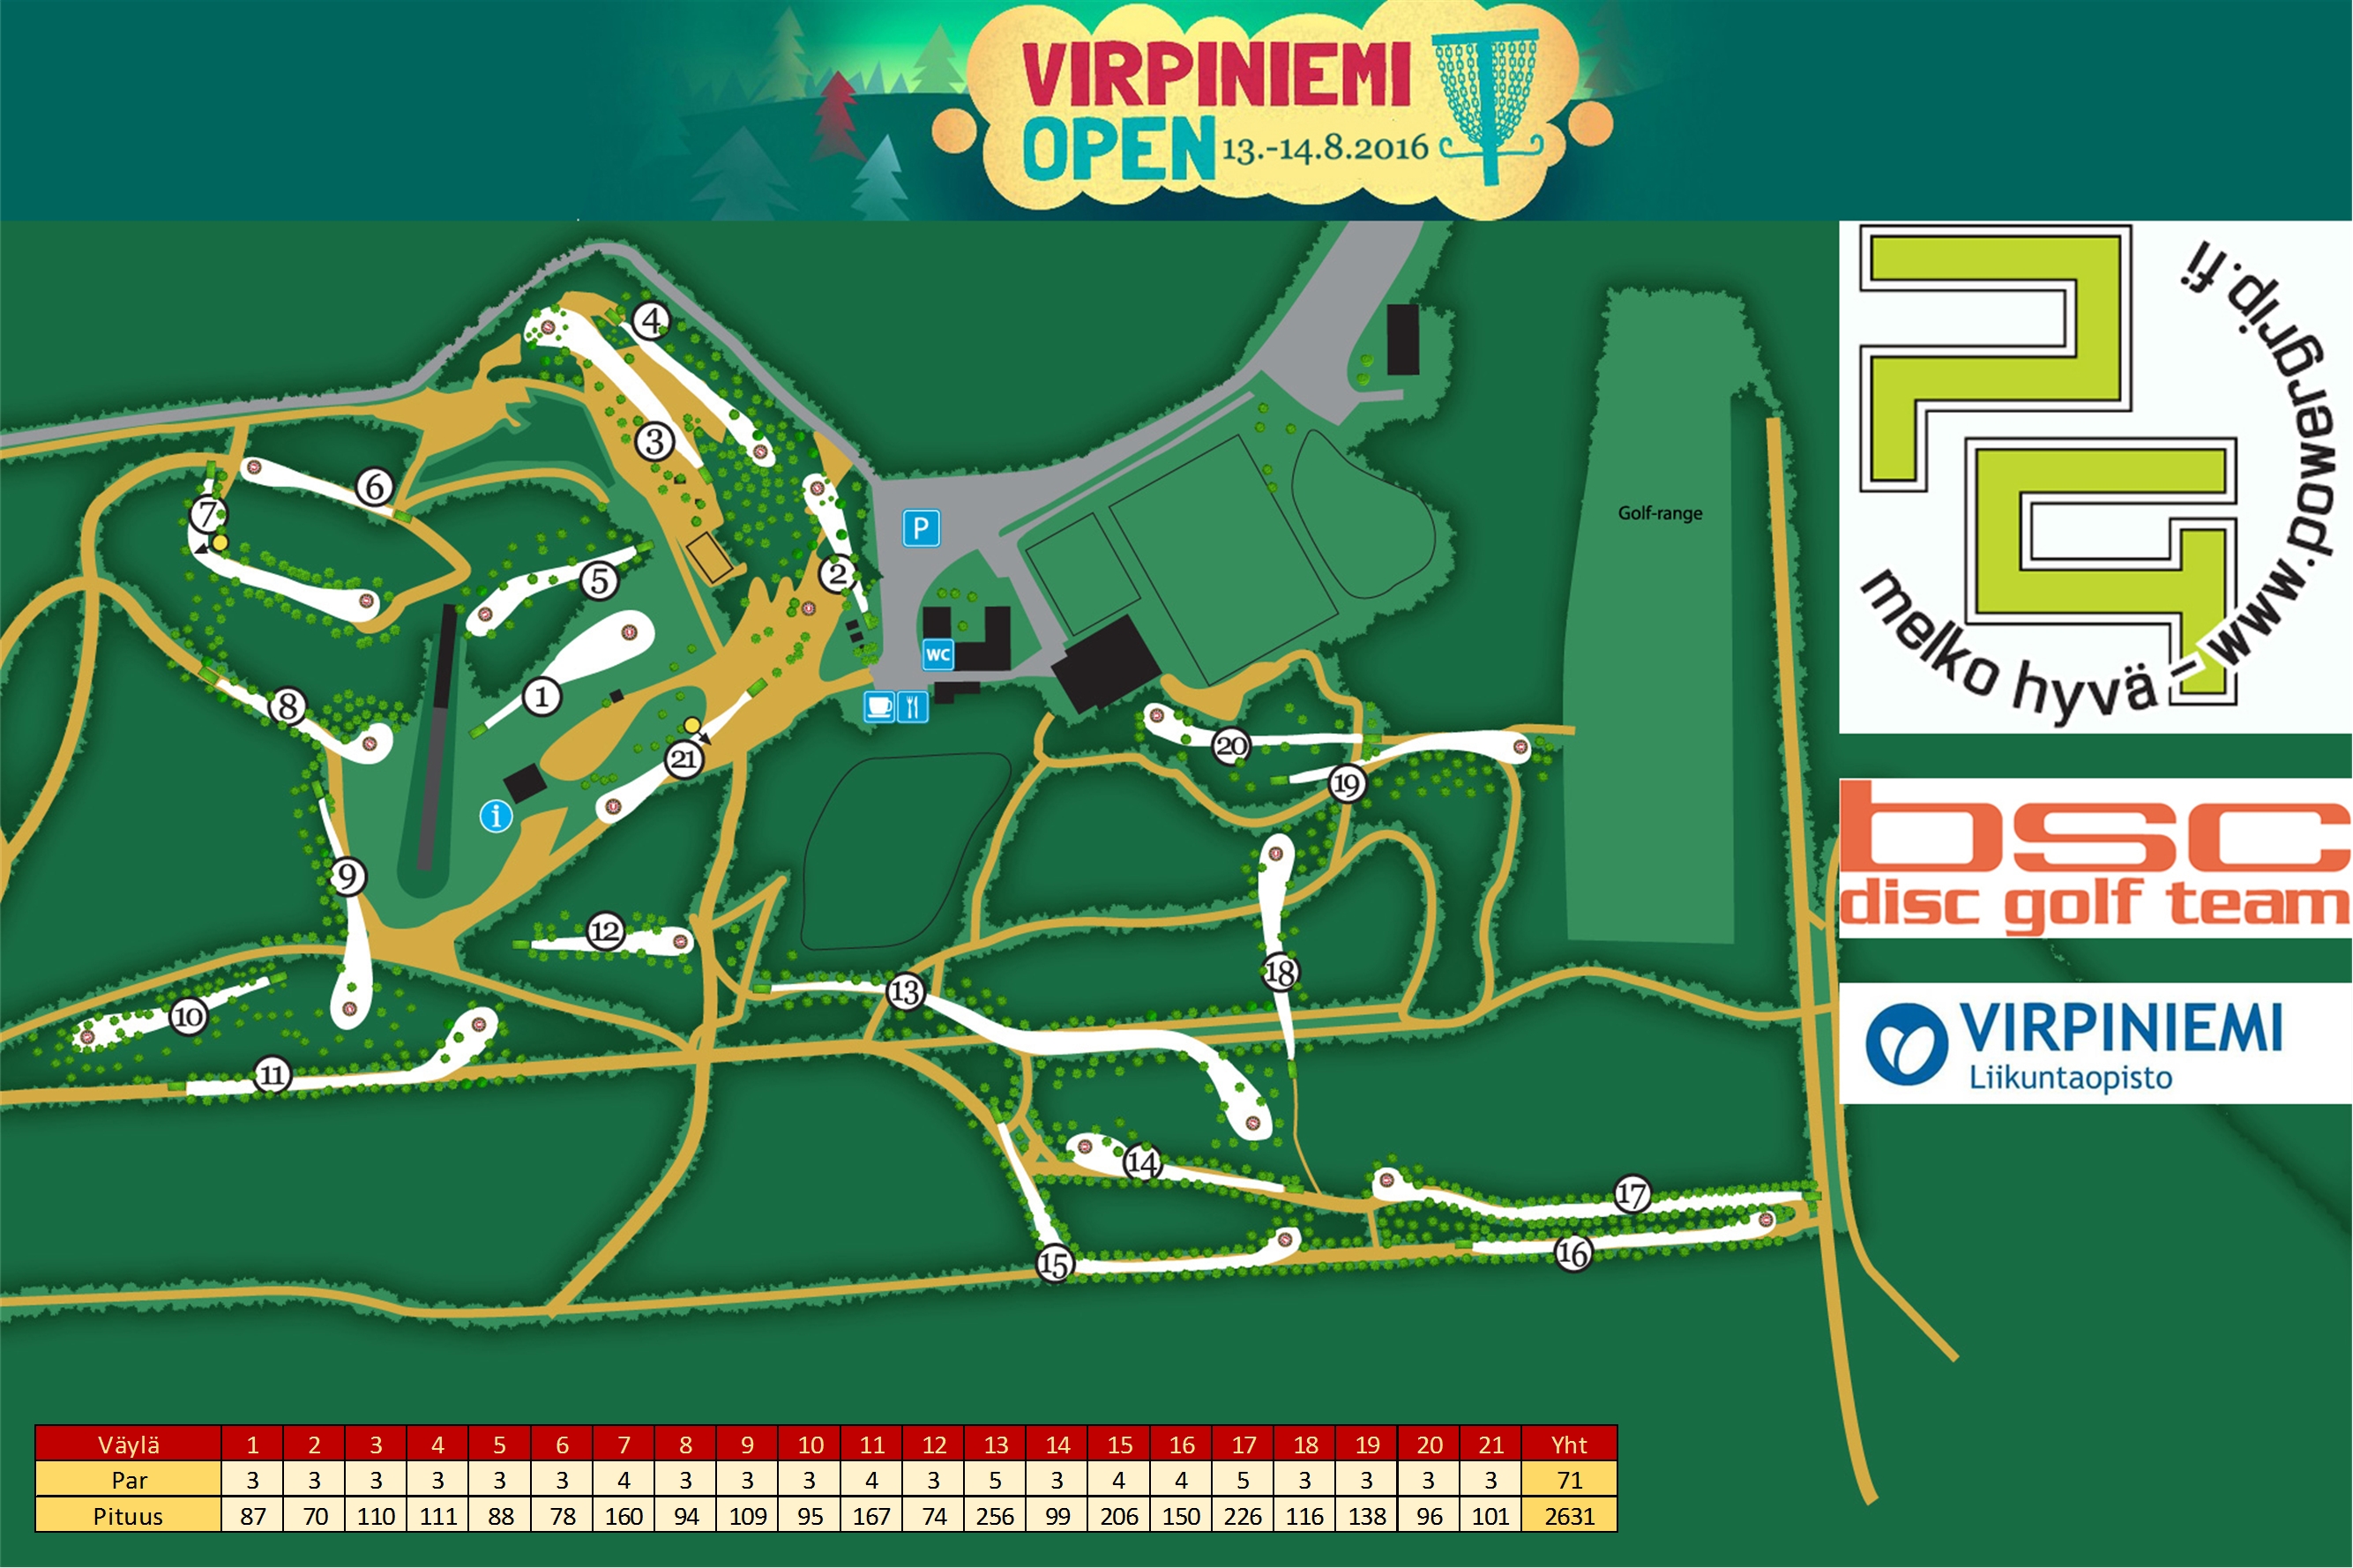 VIRPINIEMI
OPEN 13.-14.8.2016
4
3
6
7
P
2
5
Golf-range
WC
1
8
21
20
19
i
9
12
18
13
10
11
14
17
16
15
melko hyvä – www.powergrip.fi
bsc
disc golf team
VIRPINIEMI
Liikuntaopisto
Väylä 1 2 3 4 5 6 7 8 9 10 11 12 13 14 15 16 17 18 19 20 21 Yht
Par 3 3 3 3 3 3 4 3 3 3 4 3 5 3 4 4 5 3 3 3 3 71
Pituus 87 70 110 111 88 78 160 94 109 95 167 74 256 99 206 150 226 116 138 96 101 2631